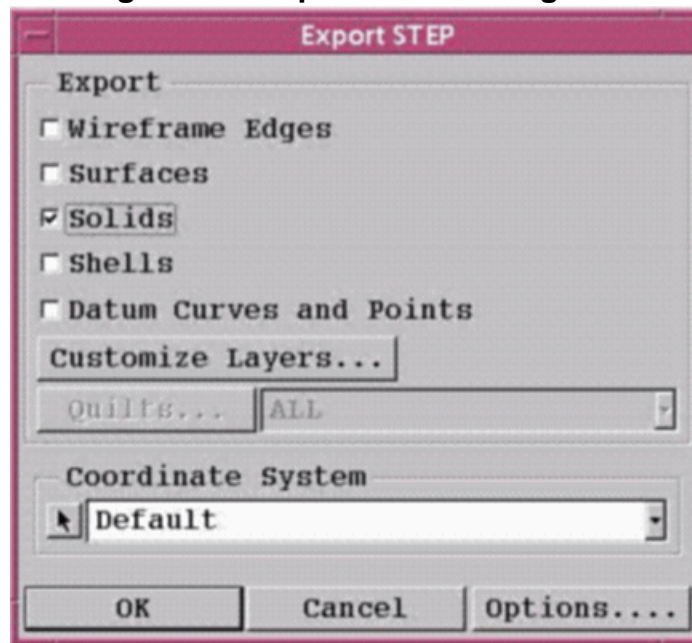 Export STEP
Export
Wireframe Edges
Surfaces
Solids
Shells
Datum Curves and Points
Customize Layers...
Quilts... ALL
Coordinate System
Default
OK Cancel Options....